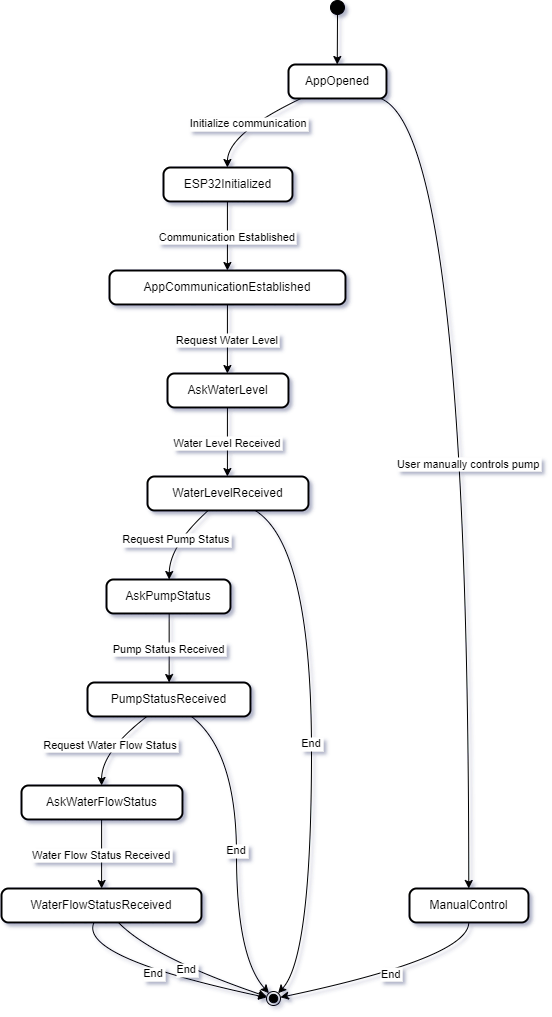 AppOpened
Initialize communication
ESP32Initialized
Communication Established
AppCommunicationEstablished
Request Water Level
AskWaterLevel
Water Level Received
User manually controls pump
WaterLevelReceived
Request Pump Status
AskPumpStatus
Pump Status Received
PumpStatusReceived
Request Water Flow Status
End
AskWaterFlowStatus
End
Water Flow Status Received
WaterFlowStatusReceived
ManualControl
End
End
End